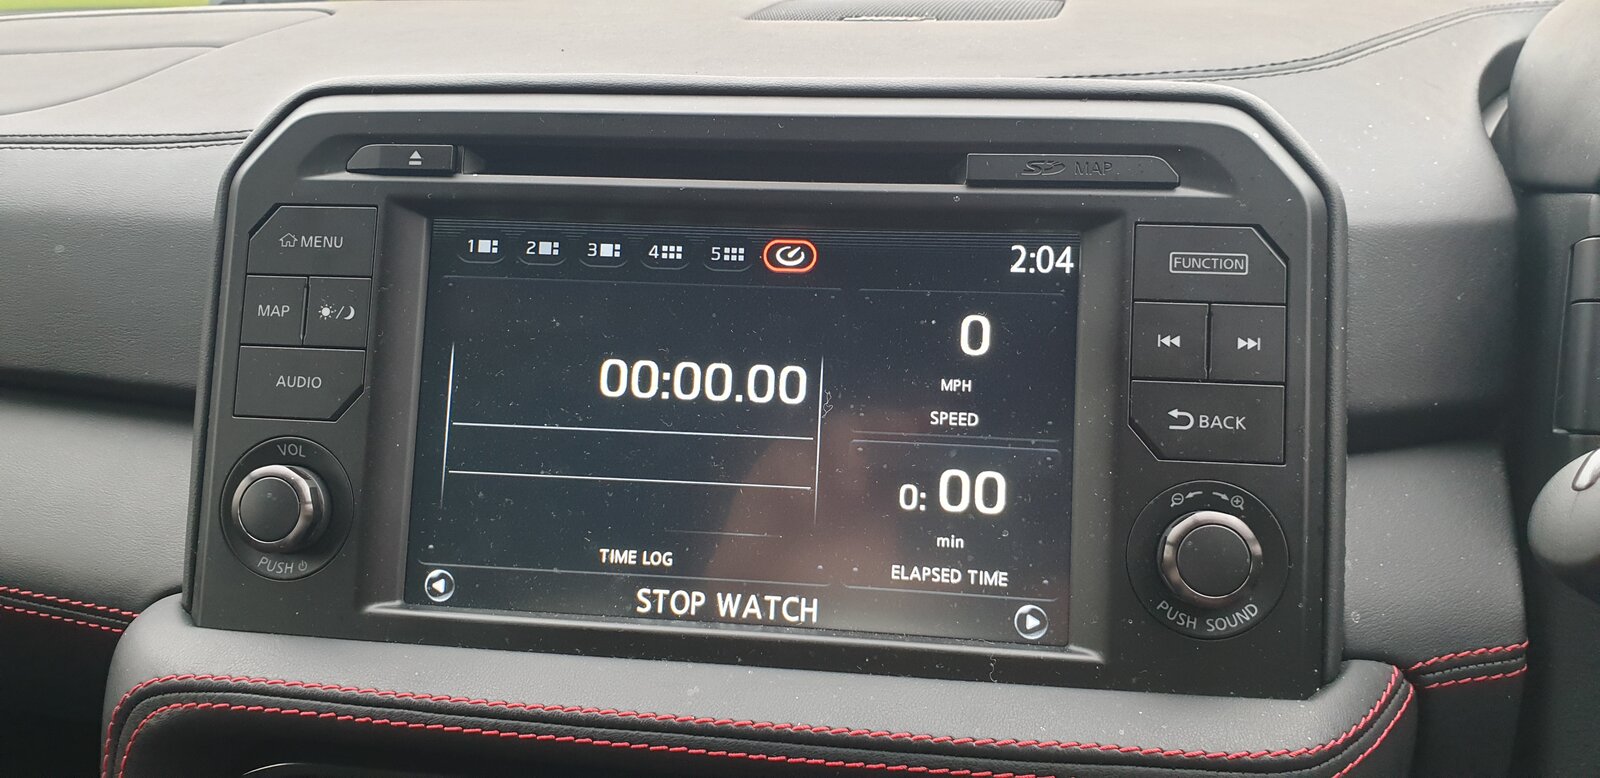 SD MAP
MENU
MAP
AUDIO
VOL
PUSH
1 2 3 4 5
2:04
00:00.00
TIME LOG
0
MPH
SPEED
0:00
min
ELAPSED TIME
STOP WATCH
FUNCTION
BACK
PUSH SOUND